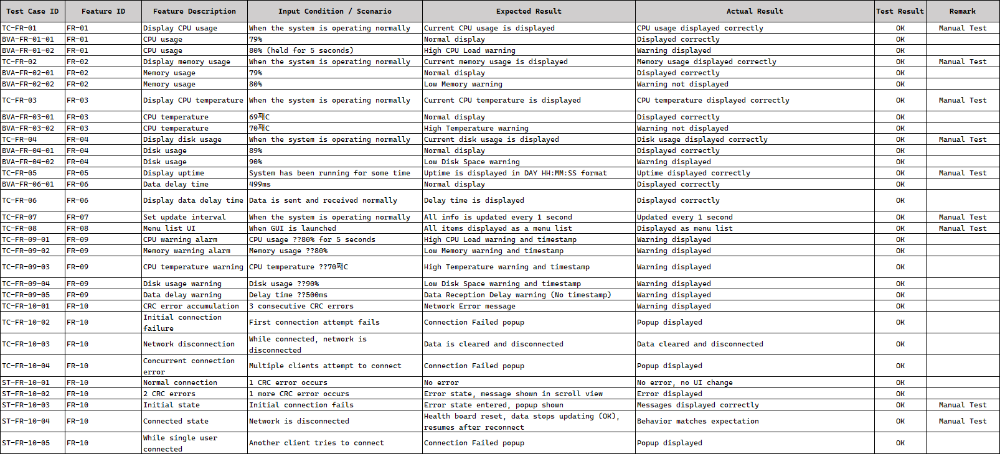 Test Case ID Feature ID Feature Description Input Condition / Scenario Expected Result Actual Result Test Result Remark
TC-FR-01 FR-01 Display CPU usage When the system is operating normally Current CPU usage is displayed CPU usage displayed correctly OK Manual Test
BVA-FR-01-01 FR-01 CPU usage 79% Normal display Displayed correctly OK
BVA-FR-01-02 FR-01 CPU usage 80% (held for 5 seconds) High CPU Load warning Warning displayed OK
TC-FR-02 FR-02 Display memory usage When the system is operating normally Current memory usage is displayed Memory usage displayed correctly OK Manual Test
BVA-FR-02-01 FR-02 Memory usage 79% Normal display Displayed correctly OK
BVA-FR-02-02 FR-02 Memory usage 80% Low Memory warning Warning not displayed OK
TC-FR-03 FR-03 Display CPU temperature When the system is operating normally Current CPU temperature is displayed CPU temperature displayed correctly OK Manual Test
BVA-FR-03-01 FR-03 CPU temperature 69째C Normal display Displayed correctly OK
BVA-FR-03-02 FR-03 CPU temperature 70째C High Temperature warning Warning not displayed OK
TC-FR-04 FR-04 Display disk usage When the system is operating normally Current disk usage is displayed Disk usage displayed correctly OK Manual Test
BVA-FR-04-01 FR-04 Disk usage 89% Normal display Displayed correctly OK
BVA-FR-04-02 FR-04 Disk usage 90% Low Disk Space warning Warning displayed OK
TC-FR-05 FR-05 Display uptime System has been running for some time Uptime is displayed in DAY HH:MM:SS format Uptime displayed correctly OK Manual Test
BVA-FR-06-01 FR-06 Data delay time 499ms Normal display Displayed correctly OK
TC-FR-06 FR-06 Display data delay time Data is sent and received normally Delay time is displayed Displayed correctly OK
TC-FR-07 FR-07 Set update interval When the system is operating normally All info is updated every 1 second Updated every 1 second OK Manual Test
TC-FR-08 FR-08 Menu list UI When GUI is launched All items displayed as a menu list Displayed as menu list OK Manual Test
TC-FR-09-01 FR-09 CPU warning alarm CPU usage ??80% for 5 seconds High CPU Load warning and timestamp Warning displayed OK
TC-FR-09-02 FR-09 Memory warning alarm Memory usage ??80% Low Memory warning and timestamp Warning displayed OK
TC-FR-09-03 FR-09 CPU temperature warning CPU temperature ??70째C High Temperature warning and timestamp Warning displayed OK
TC-FR-09-04 FR-09 Disk usage warning Disk usage ??90% Low Disk Space warning and timestamp Warning displayed OK
TC-FR-09-05 FR-09 Data delay warning Delay time ??500ms Data Reception Delay warning (No timestamp) Warning displayed OK
TC-FR-10-01 FR-10 CRC error accumulation 3 consecutive CRC errors Network Error message Warning displayed OK
TC-FR-10-02 FR-10 Initial connection
failure First connection attempt fails Connection Failed popup Popup displayed OK
TC-FR-10-03 FR-10 Network disconnection While connected, network is
disconnected Data is cleared and disconnected Data cleared and disconnected OK
TC-FR-10-04 FR-10 Concurrent connection
error Multiple clients attempt to connect Connection Failed popup Popup displayed OK
ST-FR-10-01 FR-10 Normal connection 1 CRC error occurs No error No error, no UI change OK
ST-FR-10-02 FR-10 2 CRC errors 1 more CRC error occurs Error state, message shown in scroll view Error displayed OK
ST-FR-10-03 FR-10 Initial state Initial connection fails Error state entered, popup shown Messages displayed correctly OK Manual Test
ST-FR-10-04 FR-10 Connected state Network is disconnected Health board reset, data stops updating (OK),
resumes after reconnect Behavior matches expectation OK Manual Test
ST-FR-10-05 FR-10 While single user
connected Another client tries to connect Connection Failed popup Popup displayed OK